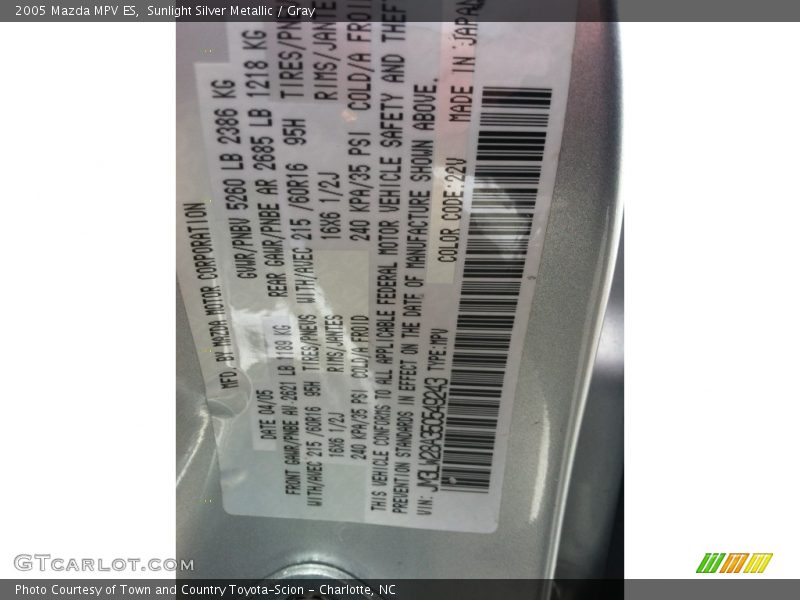 2005 Mazda MPV ES, Sunlight Silver Metallic / Gray
MFD. BY MAZDA MOTOR CORPORATION
GVWR/PNBV 5260 LB 2386 KG
DATE 04/05
REAR GAWR/PNBE AR 2685 LB 1218 KG
FRONT GAWR/PNBE AV 2621 LB 1189 KG
WITH/AVEC 215 /60R16 95H TIRES/PNEUS WITH/AVEC 215 /60R16 95H
16X6 1/2J RIMS/JANTES 16X6 1/2J RIMS/JANTE
240 KPA/35 PSI COLD/A FROID 240 KPA/35 PSI COLD/A FROI
THIS VEHICLE CONFORMS TO ALL APPLICABLE FEDERAL MOTOR VEHICLE SAFETY AND THEF
PREVENTION STANDARDS IN EFFECT ON THE DATE OF MANUFACTURE SHOWN ABOVE.
VIN: JM3LW28A350549243 TYPE:MPV COLOR CODE:22V MADE IN JAPAN
GTcarlot.com
Photo Courtesy of Town and Country Toyota-Scion - Charlotte, NC